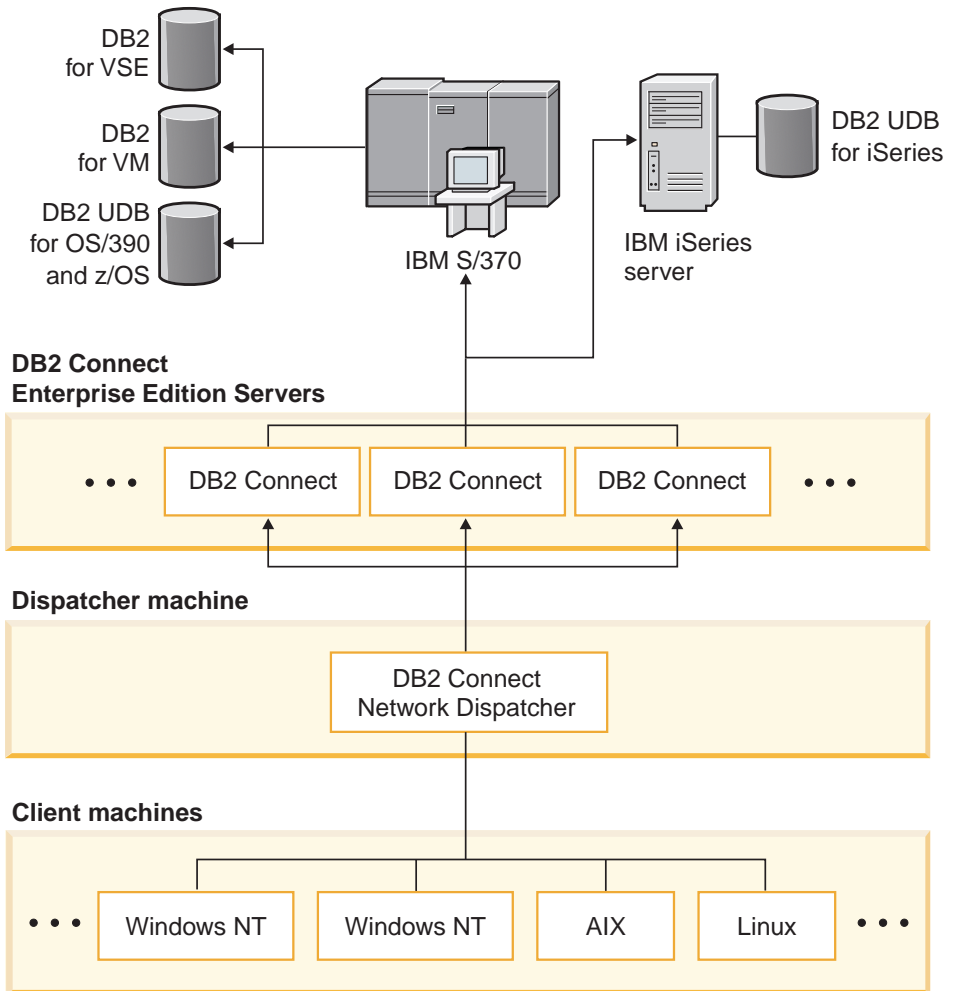 DB2
for VSE
DB2
for VM
DB2 UDB
for OS/390
and z/OS
IBM S/370
DB2 UDB
for iSeries
IBM iSeries
server
DB2 Connect
Enterprise Edition Servers
DB2 Connect
DB2 Connect
DB2 Connect
Dispatcher machine
DB2 Connect
Network Dispatcher
Client machines
Windows NT
Windows NT
AIX
Linux